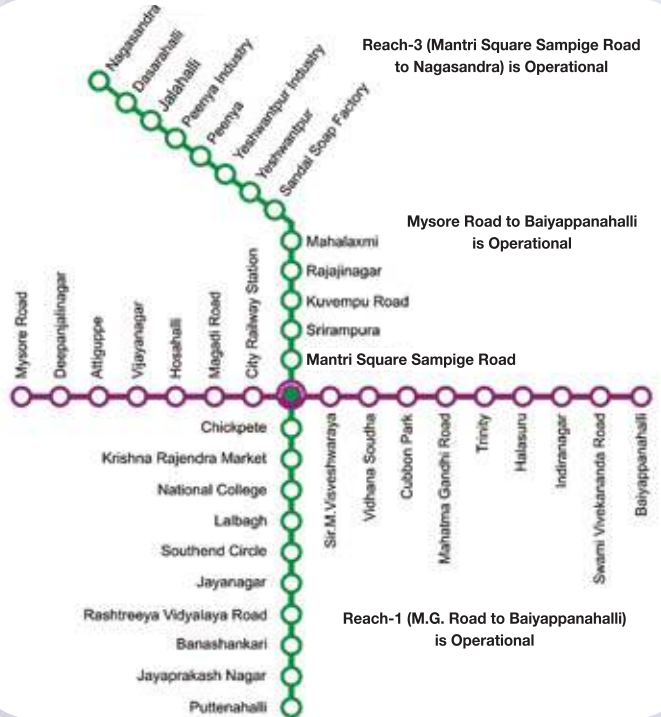 Nagasandra
Dasarahalli
Jalahalli
Peenya Industry
Peenya
Yeshwantpur Industry
Yeshwantpur
Sandal Soap Factory
Reach-3 (Mantri Square Sampige Road
to Nagasandra) is Operational
Mysore Road to Baiyappanahalli
is Operational
Mahalaxmi
Rajajinagar
Kuvempu Road
Srirampura
Mantri Square Sampige Road
Mysore Road
Deepanjalinagar
Attiguppe
Vijayanagar
Hosahalli
Magadi Road
City Railway Station
Sir.M.Visveshwaraya
Vidhana Soudha
Cubbon Park
Mahatma Gandhi Road
Trinity
Halasuru
Indiranagar
Swami Vivekananda Road
Baiyappanahalli
Chickpete
Krishna Rajendra Market
National College
Lalbagh
Southend Circle
Jayanagar
Rashtreeya Vidyalaya Road
Banashankari
Jayaprakash Nagar
Puttenahalli
Reach-1 (M.G. Road to Baiyappanahalli)
is Operational